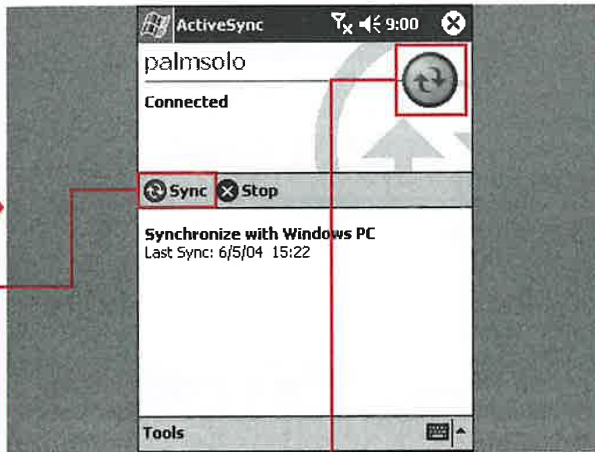 ActiveSync 9:00
palmsolo
Connected
Sync Stop
Synchronize with Windows PC
Last Sync: 6/5/04 15:22
Tools